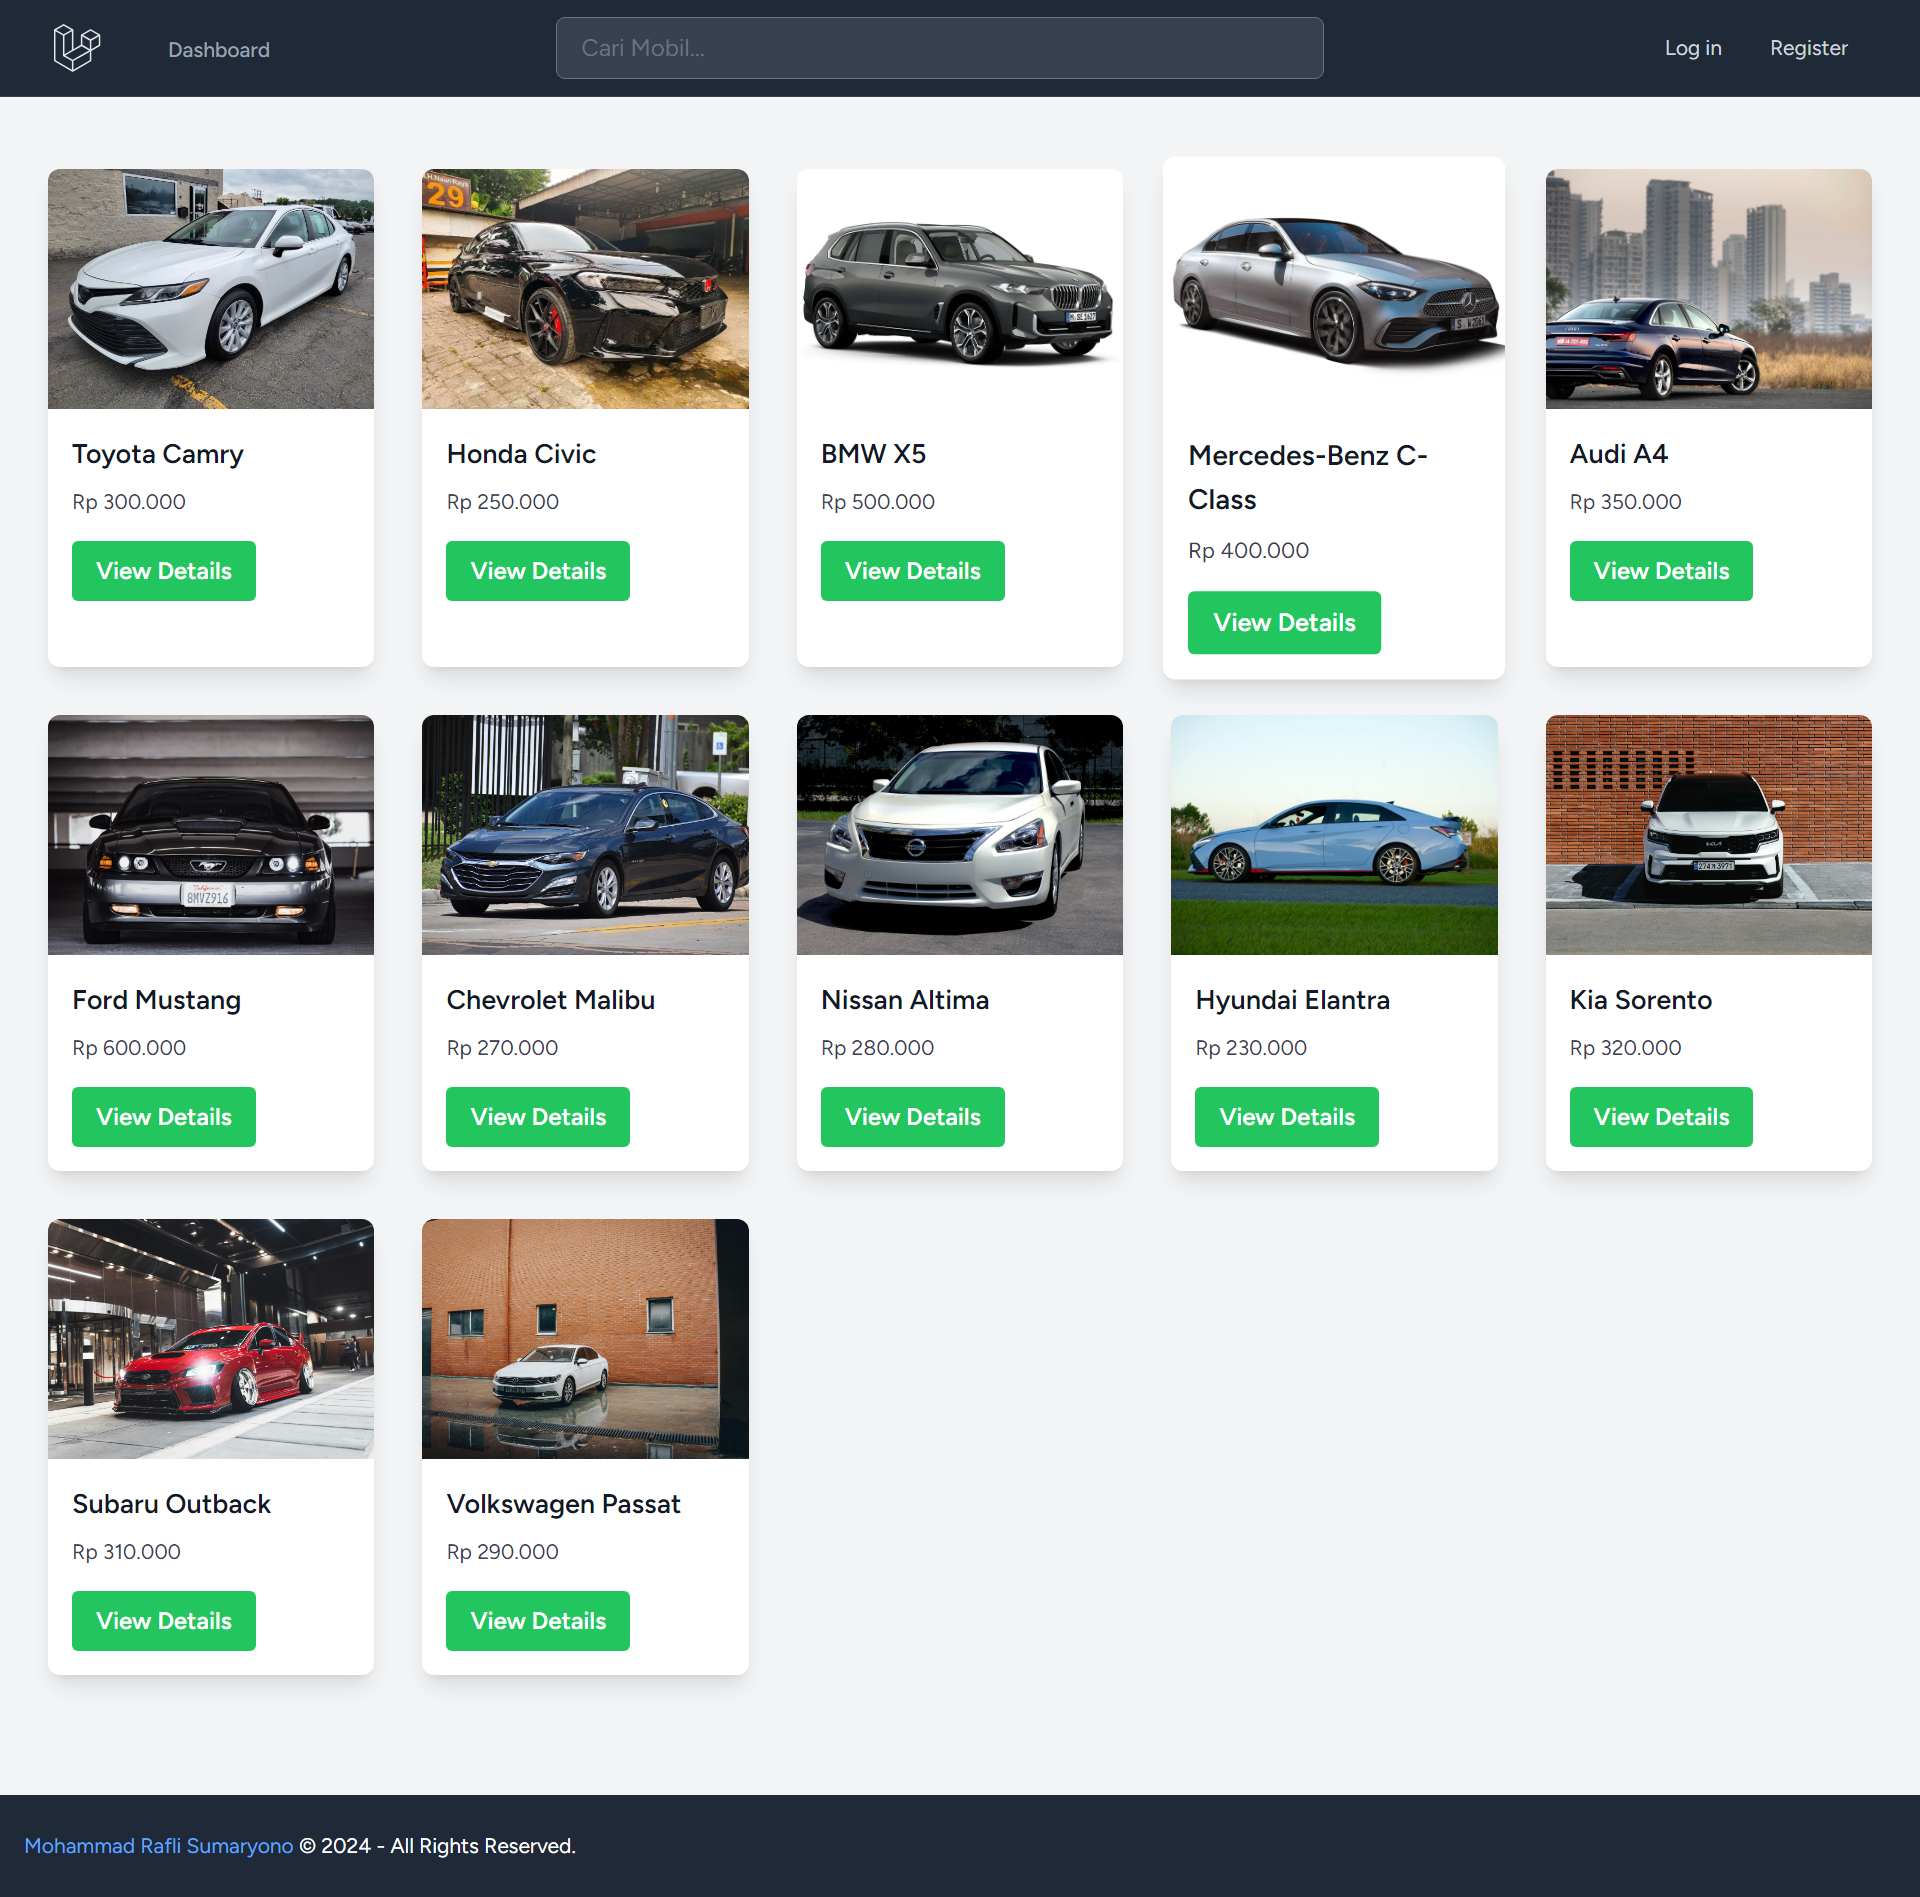 Dashboard
Cari Mobil...
Log in
Register
29
Toyota Camry
Rp 300.000
View Details
Honda Civic
Rp 250.000
View Details
BMW X5
Rp 500.000
View Details
Mercedes-Benz C-
Class
Rp 400.000
View Details
Audi A4
Rp 350.000
View Details
8MVZ916
Ford Mustang
Rp 600.000
View Details
Chevrolet Malibu
Rp 270.000
View Details
Nissan Altima
Rp 280.000
View Details
Hyundai Elantra
Rp 230.000
View Details
Kia Sorento
Rp 320.000
View Details
Subaru Outback
Rp 310.000
View Details
Volkswagen Passat
Rp 290.000
View Details
Mohammad Rafli Sumaryono © 2024 - All Rights Reserved.